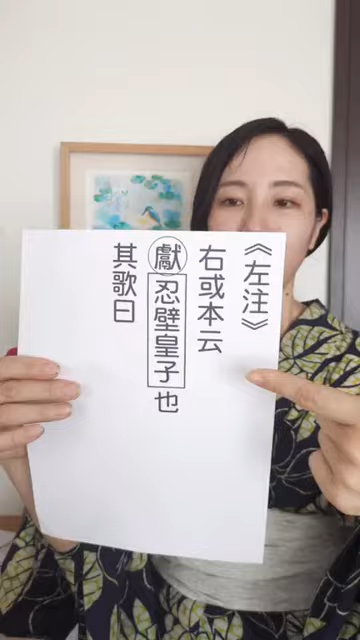 《左注》
右或本云
獻忍壁皇子也
其歌曰